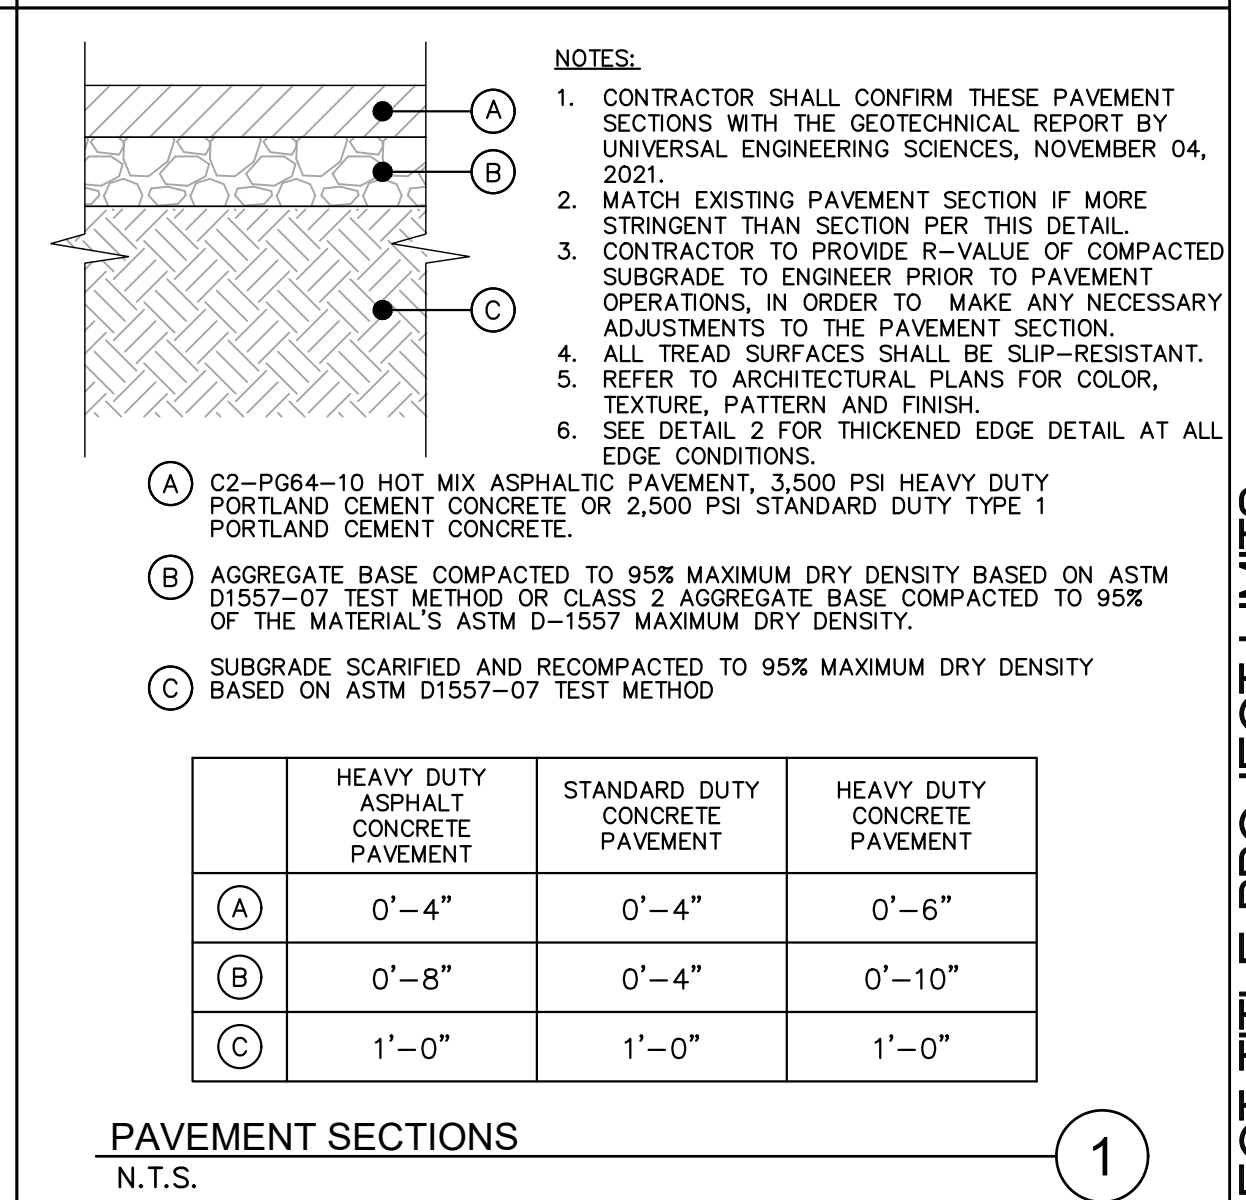 A
B
C
NOTES:
1. CONTRACTOR SHALL CONFIRM THESE PAVEMENT
SECTIONS WITH THE GEOTECHNICAL REPORT BY
UNIVERSAL ENGINEERING SCIENCES, NOVEMBER 04,
2021.
2. MATCH EXISTING PAVEMENT SECTION IF MORE
STRINGENT THAN SECTION PER THIS DETAIL.
3. CONTRACTOR TO PROVIDE R-VALUE OF COMPACTED
SUBGRADE TO ENGINEER PRIOR TO PAVEMENT
OPERATIONS, IN ORDER TO MAKE ANY NECESSARY
ADJUSTMENTS TO THE PAVEMENT SECTION.
4. ALL TREAD SURFACES SHALL BE SLIP-RESISTANT.
5. REFER TO ARCHITECTURAL PLANS FOR COLOR,
TEXTURE, PATTERN AND FINISH.
6. SEE DETAIL 2 FOR THICKENED EDGE DETAIL AT ALL
EDGE CONDITIONS.
A C2-PG64-10 HOT MIX ASPHALTIC PAVEMENT, 3,500 PSI HEAVY DUTY
PORTLAND CEMENT CONCRETE OR 2,500 PSI STANDARD DUTY TYPE 1
PORTLAND CEMENT CONCRETE.
B AGGREGATE BASE COMPACTED TO 95% MAXIMUM DRY DENSITY BASED ON ASTM
D1557-07 TEST METHOD OR CLASS 2 AGGREGATE BASE COMPACTED TO 95%
OF THE MATERIAL'S ASTM D-1557 MAXIMUM DRY DENSITY.
C SUBGRADE SCARIFIED AND RECOMPACTED TO 95% MAXIMUM DRY DENSITY
BASED ON ASTM D1557-07 TEST METHOD
HEAVY DUTY
ASPHALT
CONCRETE
PAVEMENT
STANDARD DUTY
CONCRETE
PAVEMENT
HEAVY DUTY
CONCRETE
PAVEMENT
A 0'-4" 0'-4" 0'-6"
B 0'-8" 0'-4" 0'-10"
C 1'-0" 1'-0" 1'-0"
PAVEMENT SECTIONS
N.T.S.
1